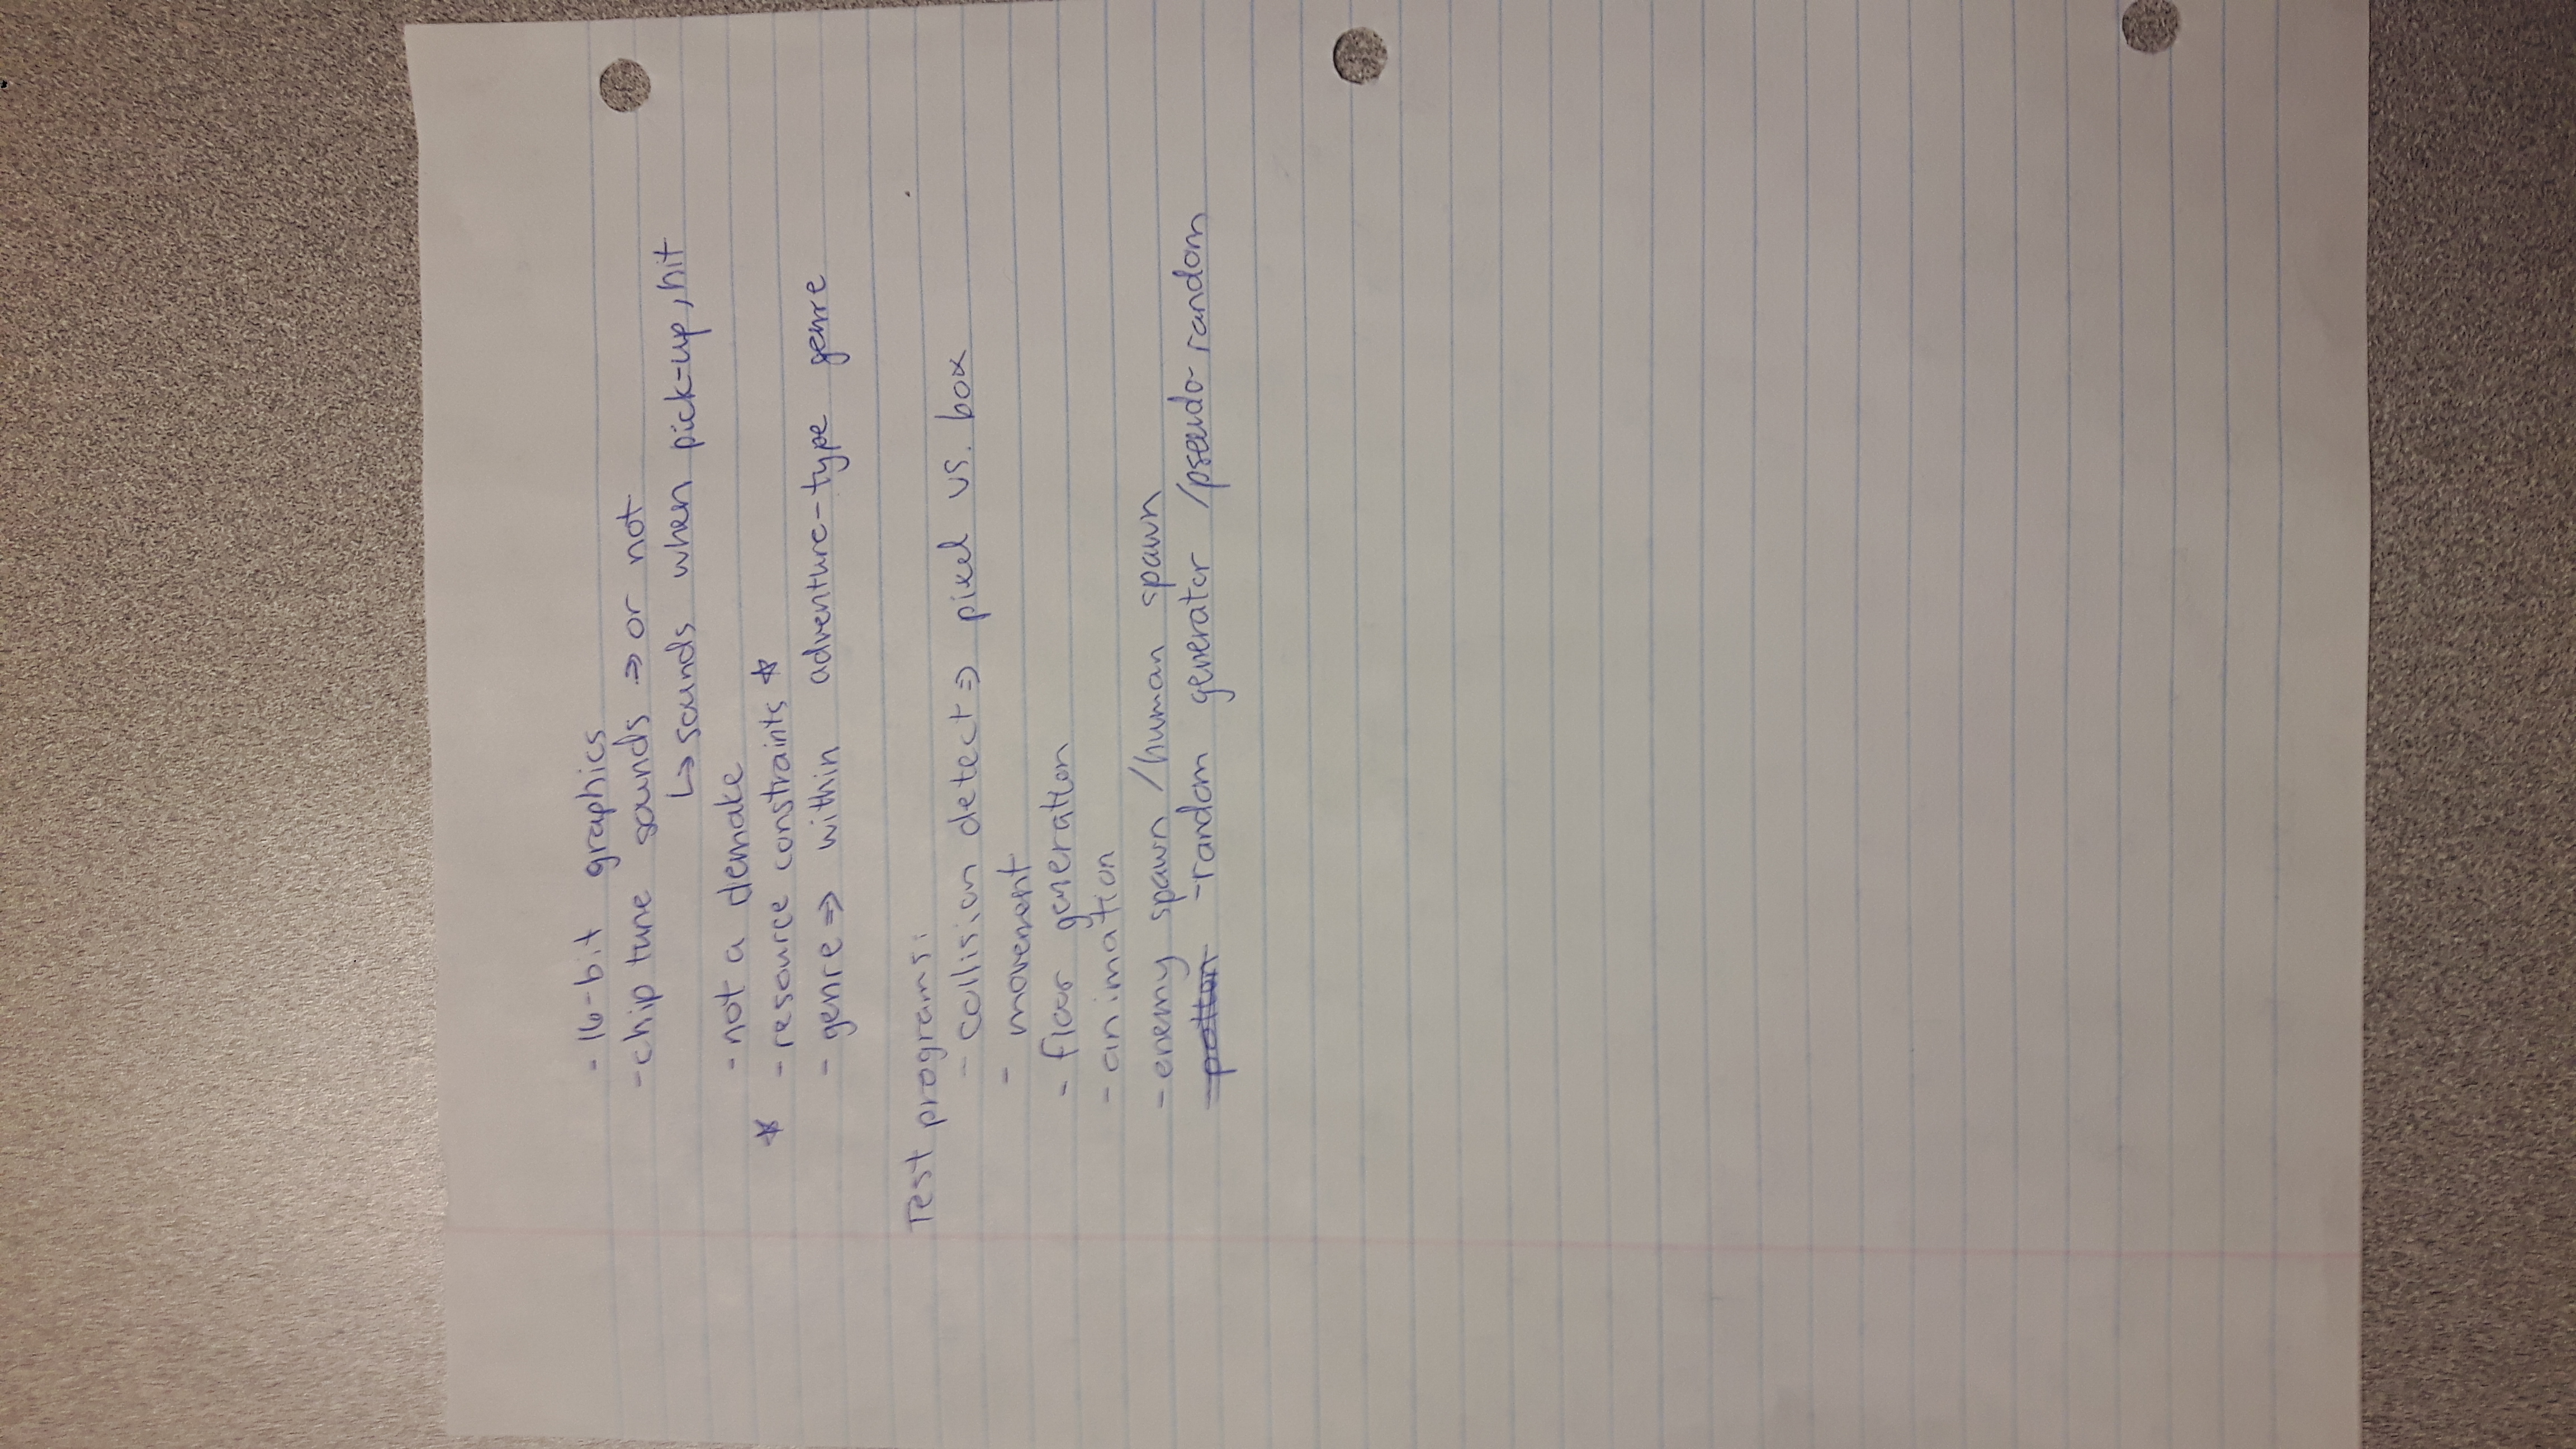 - 16-bit graphics
- chip tune sounds ⇒ or not
↳ sounds when pick-up, hit
- not a demake
* - resource constraints *
- genre ⇒ within adventure-type genre
Test programs:
- collision detect ⇒ pixel vs. box
- movement
- floor generation
- animation
- enemy spawn / human spawn
- random generator / pseudo-random